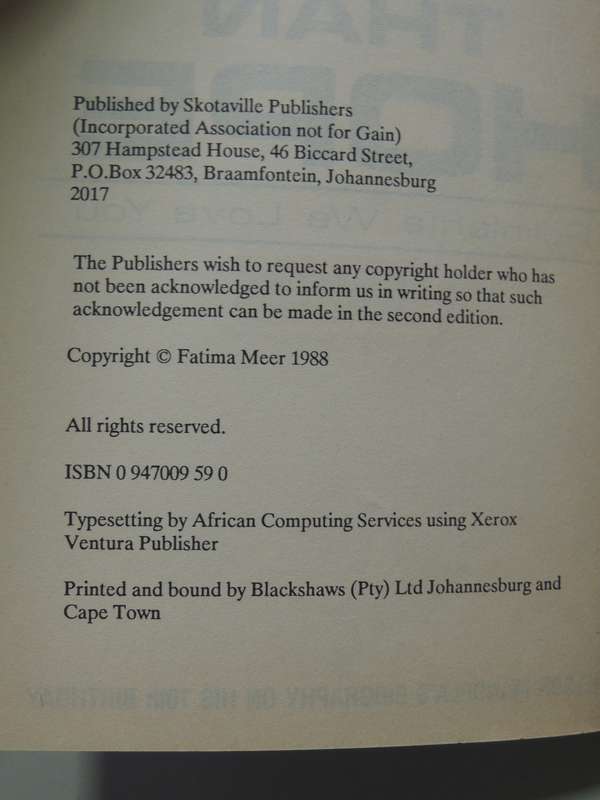 Published by Skotaville Publishers
(Incorporated Association not for Gain)
307 Hampstead House, 46 Biccard Street,
P.O.Box 32483, Braamfontein, Johannesburg
2017
The Publishers wish to request any copyright holder who has
not been acknowledged to inform us in writing so that such
acknowledgement can be made in the second edition.
Copyright © Fatima Meer 1988
All rights reserved.
ISBN 0 947009 59 0
Typesetting by African Computing Services using Xerox
Ventura Publisher
Printed and bound by Blackshaws (Pty) Ltd Johannesburg and
Cape Town